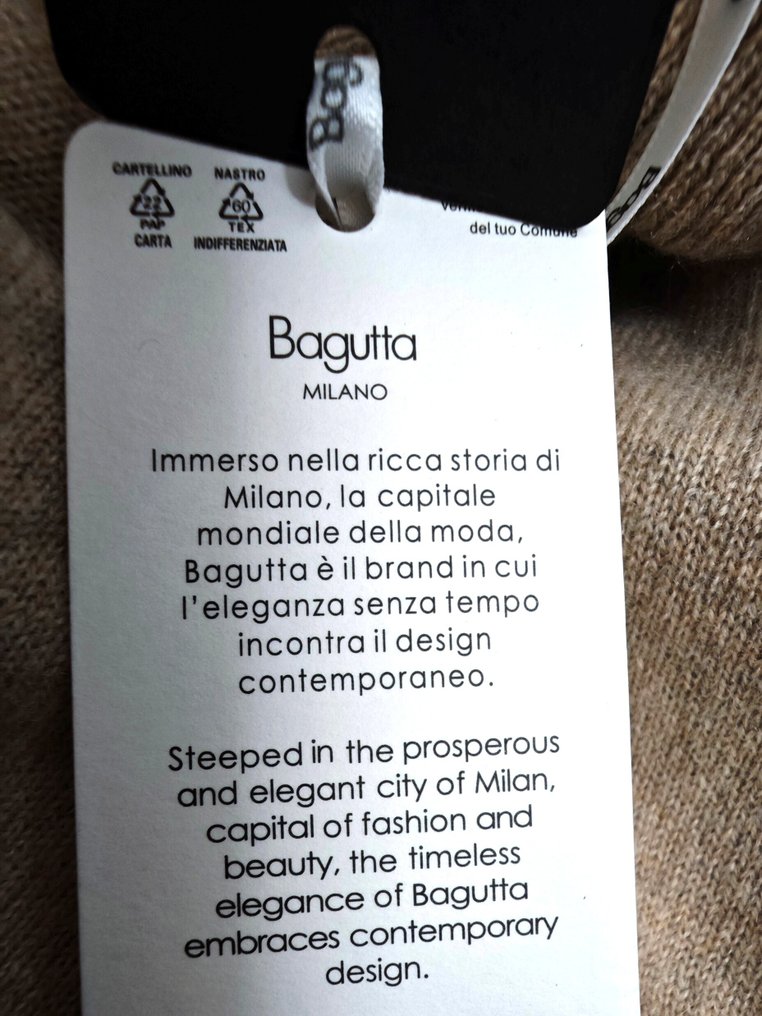 Bag
CARTELLINO NASTRO
22 60
PAP TEX
CARTA INDIFFERENZIATA
del tuo Comune
Bagutta
MILANO
Immerso nella ricca storia di
Milano, la capitale
mondiale della moda,
Bagutta è il brand in cui
l'eleganza senza tempo
incontra il design
contemporaneo.
Steeped in the prosperous
and elegant city of Milan,
capital of fashion and
beauty, the timeless
elegance of Bagutta
embraces contemporary
design.